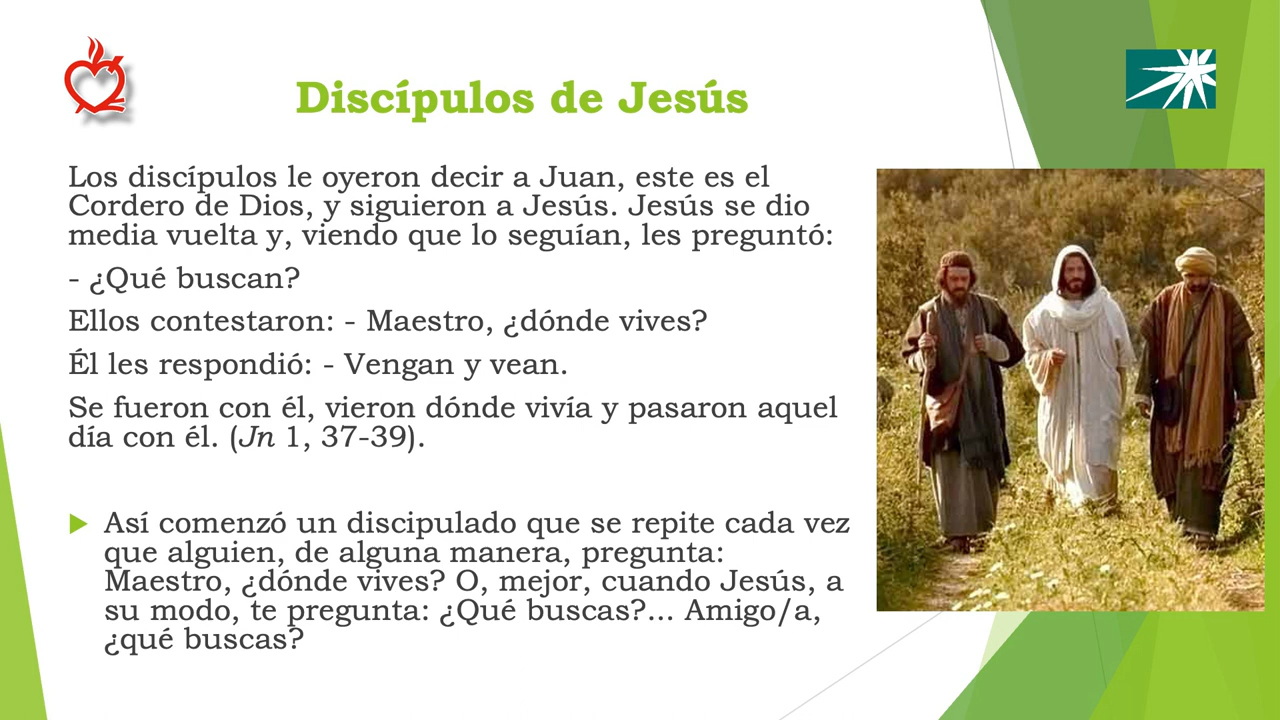 Discípulos de Jesús
Los discípulos le oyeron decir a Juan, este es el
Cordero de Dios, y siguieron a Jesús. Jesús se dio
media vuelta y, viendo que lo seguían, les preguntó:
- ¿Qué buscan?
Ellos contestaron: - Maestro, ¿dónde vives?
Él les respondió: - Vengan y vean.
Se fueron con él, vieron dónde vivía y pasaron aquel
día con él. (Jn 1, 37-39).
Así comenzó un discipulado que se repite cada vez
que alguien, de alguna manera, pregunta:
Maestro, ¿dónde vives? O, mejor, cuando Jesús, a
su modo, te pregunta: ¿Qué buscas?... Amigo/a,
¿qué buscas?